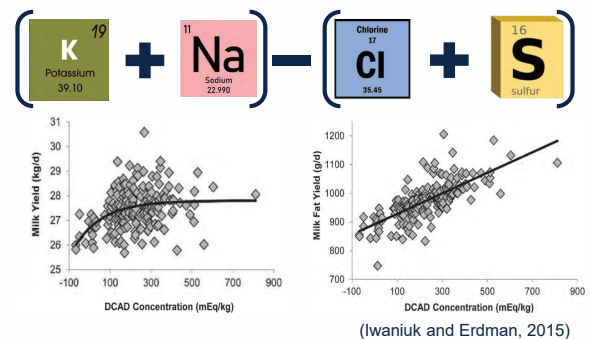 19
K
Potassium
39.10
+
11
Na
Sodium
22.990
−
Chlorine
17
Cl
35.45
+
16
S
sulfur
Milk Yield (kg/d)
31
30
29
28
27
26
25
-100 100 300 500 700 900
DCAD Concentration (mEq/kg)
Milk Fat Yield (g/d)
1200
1100
1000
900
800
700
-100 100 300 500 700 900
DCAD Concentration (mEq/kg)
(Iwaniuk and Erdman, 2015)